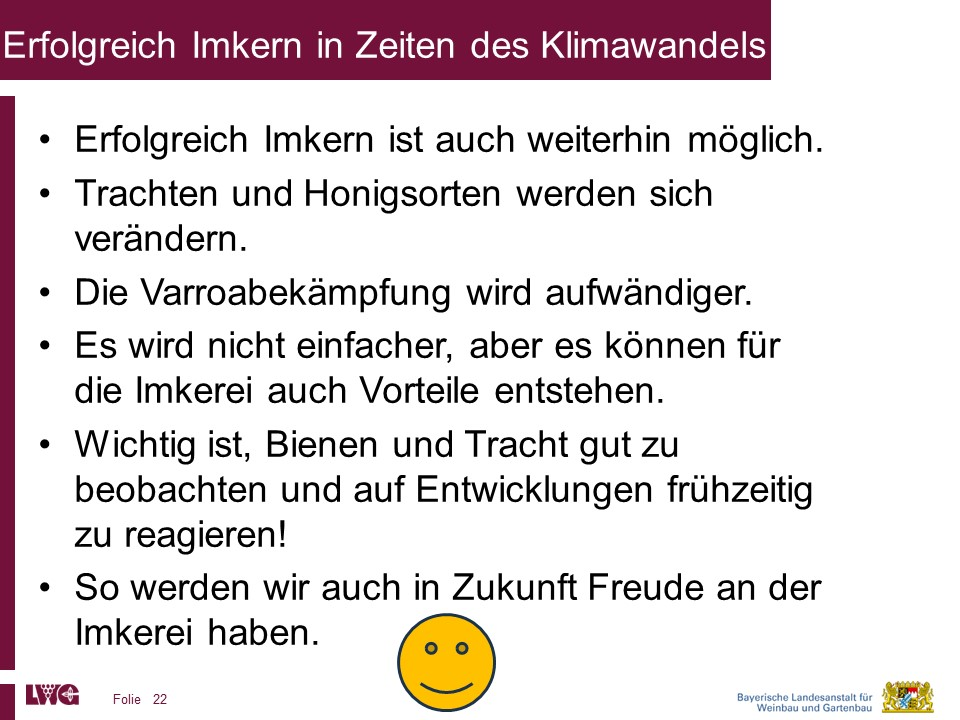 Erfolgreich Imkern in Zeiten des Klimawandels
• Erfolgreich Imkern ist auch weiterhin möglich.
• Trachten und Honigsorten werden sich
verändern.
• Die Varroabekämpfung wird aufwändiger.
• Es wird nicht einfacher, aber es können für
die Imkerei auch Vorteile entstehen.
• Wichtig ist, Bienen und Tracht gut zu
beobachten und auf Entwicklungen frühzeitig
zu reagieren!
• So werden wir auch in Zukunft Freude an der
Imkerei haben.
LWG
Folie 22
Bayerische Landesanstalt für
Weinbau und Gartenbau